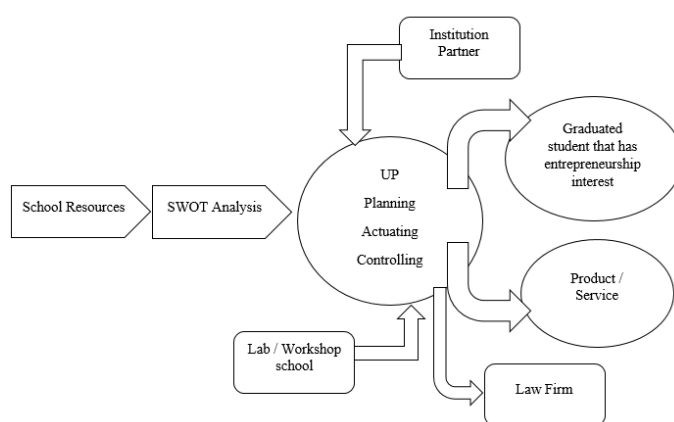 Institution
Partner
Graduated
student that has
entrepreneurship
interest
UP
Planning
Actuating
Controlling
School Resources
SWOT Analysis
Product /
Service
Lab / Workshop
school
Law Firm